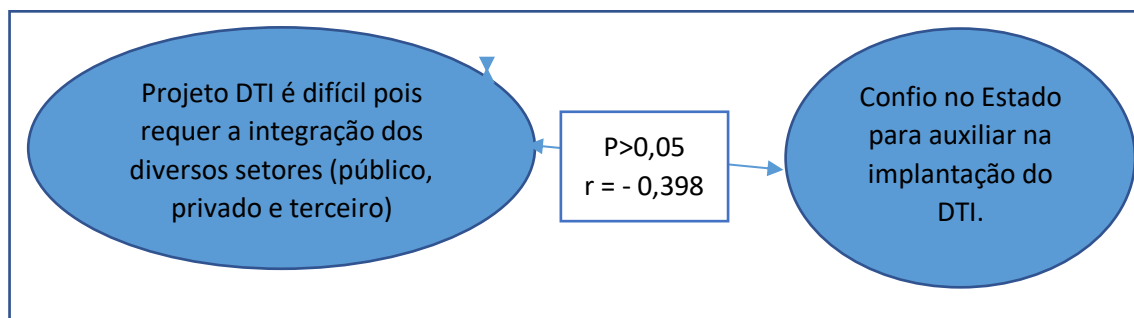 Projeto DTI é difícil pois
requer a integração dos
diversos setores (público,
privado e terceiro)
P>0,05
r = - 0,398
Confio no Estado
para auxiliar na
implantação do
DTI.